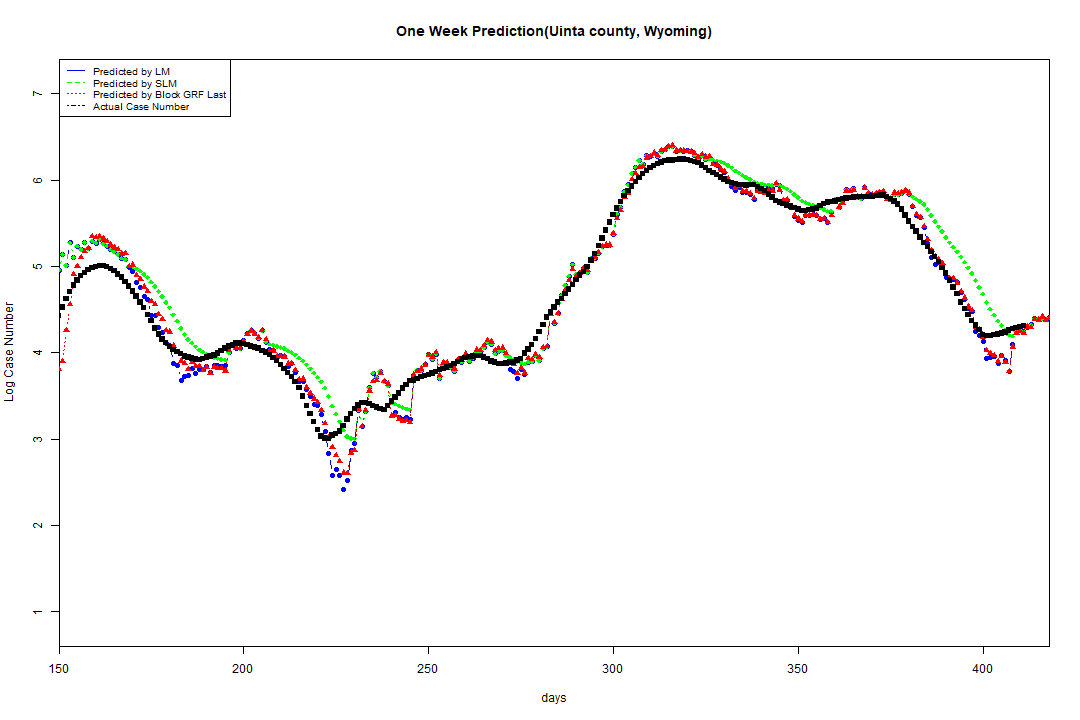 One Week Prediction(Uinta county, Wyoming)
Predicted by LM
Predicted by SLM
Predicted by Block GRF Last
Actual Case Number
7
6
5
4
3
2
1
Log Case Number
150 200 250 300 350 400
days